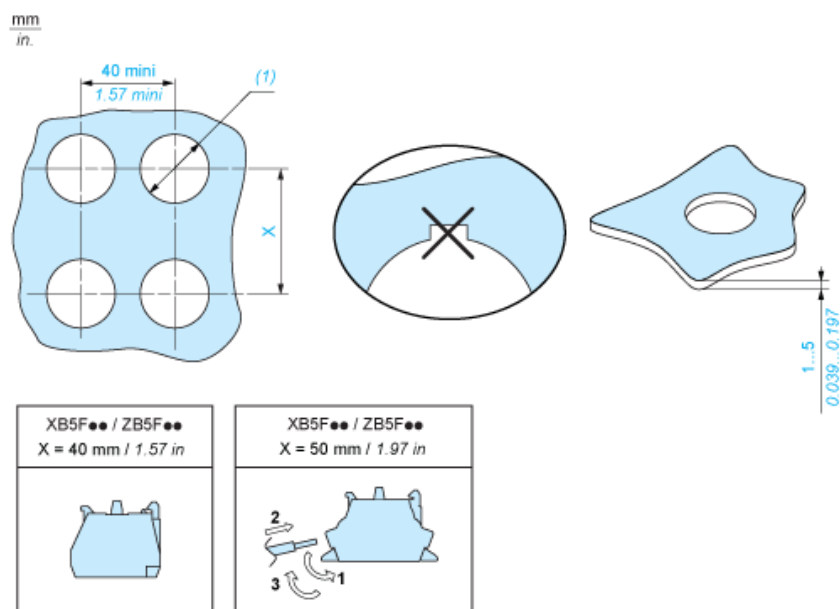 mm
in.
40 mini
1.57 mini
(1)
X
1...5
0.039...0.197
XB5F●● / ZB5F●●
X = 40 mm / 1.57 in
XB5F●● / ZB5F●●
X = 50 mm / 1.97 in
2
3
1